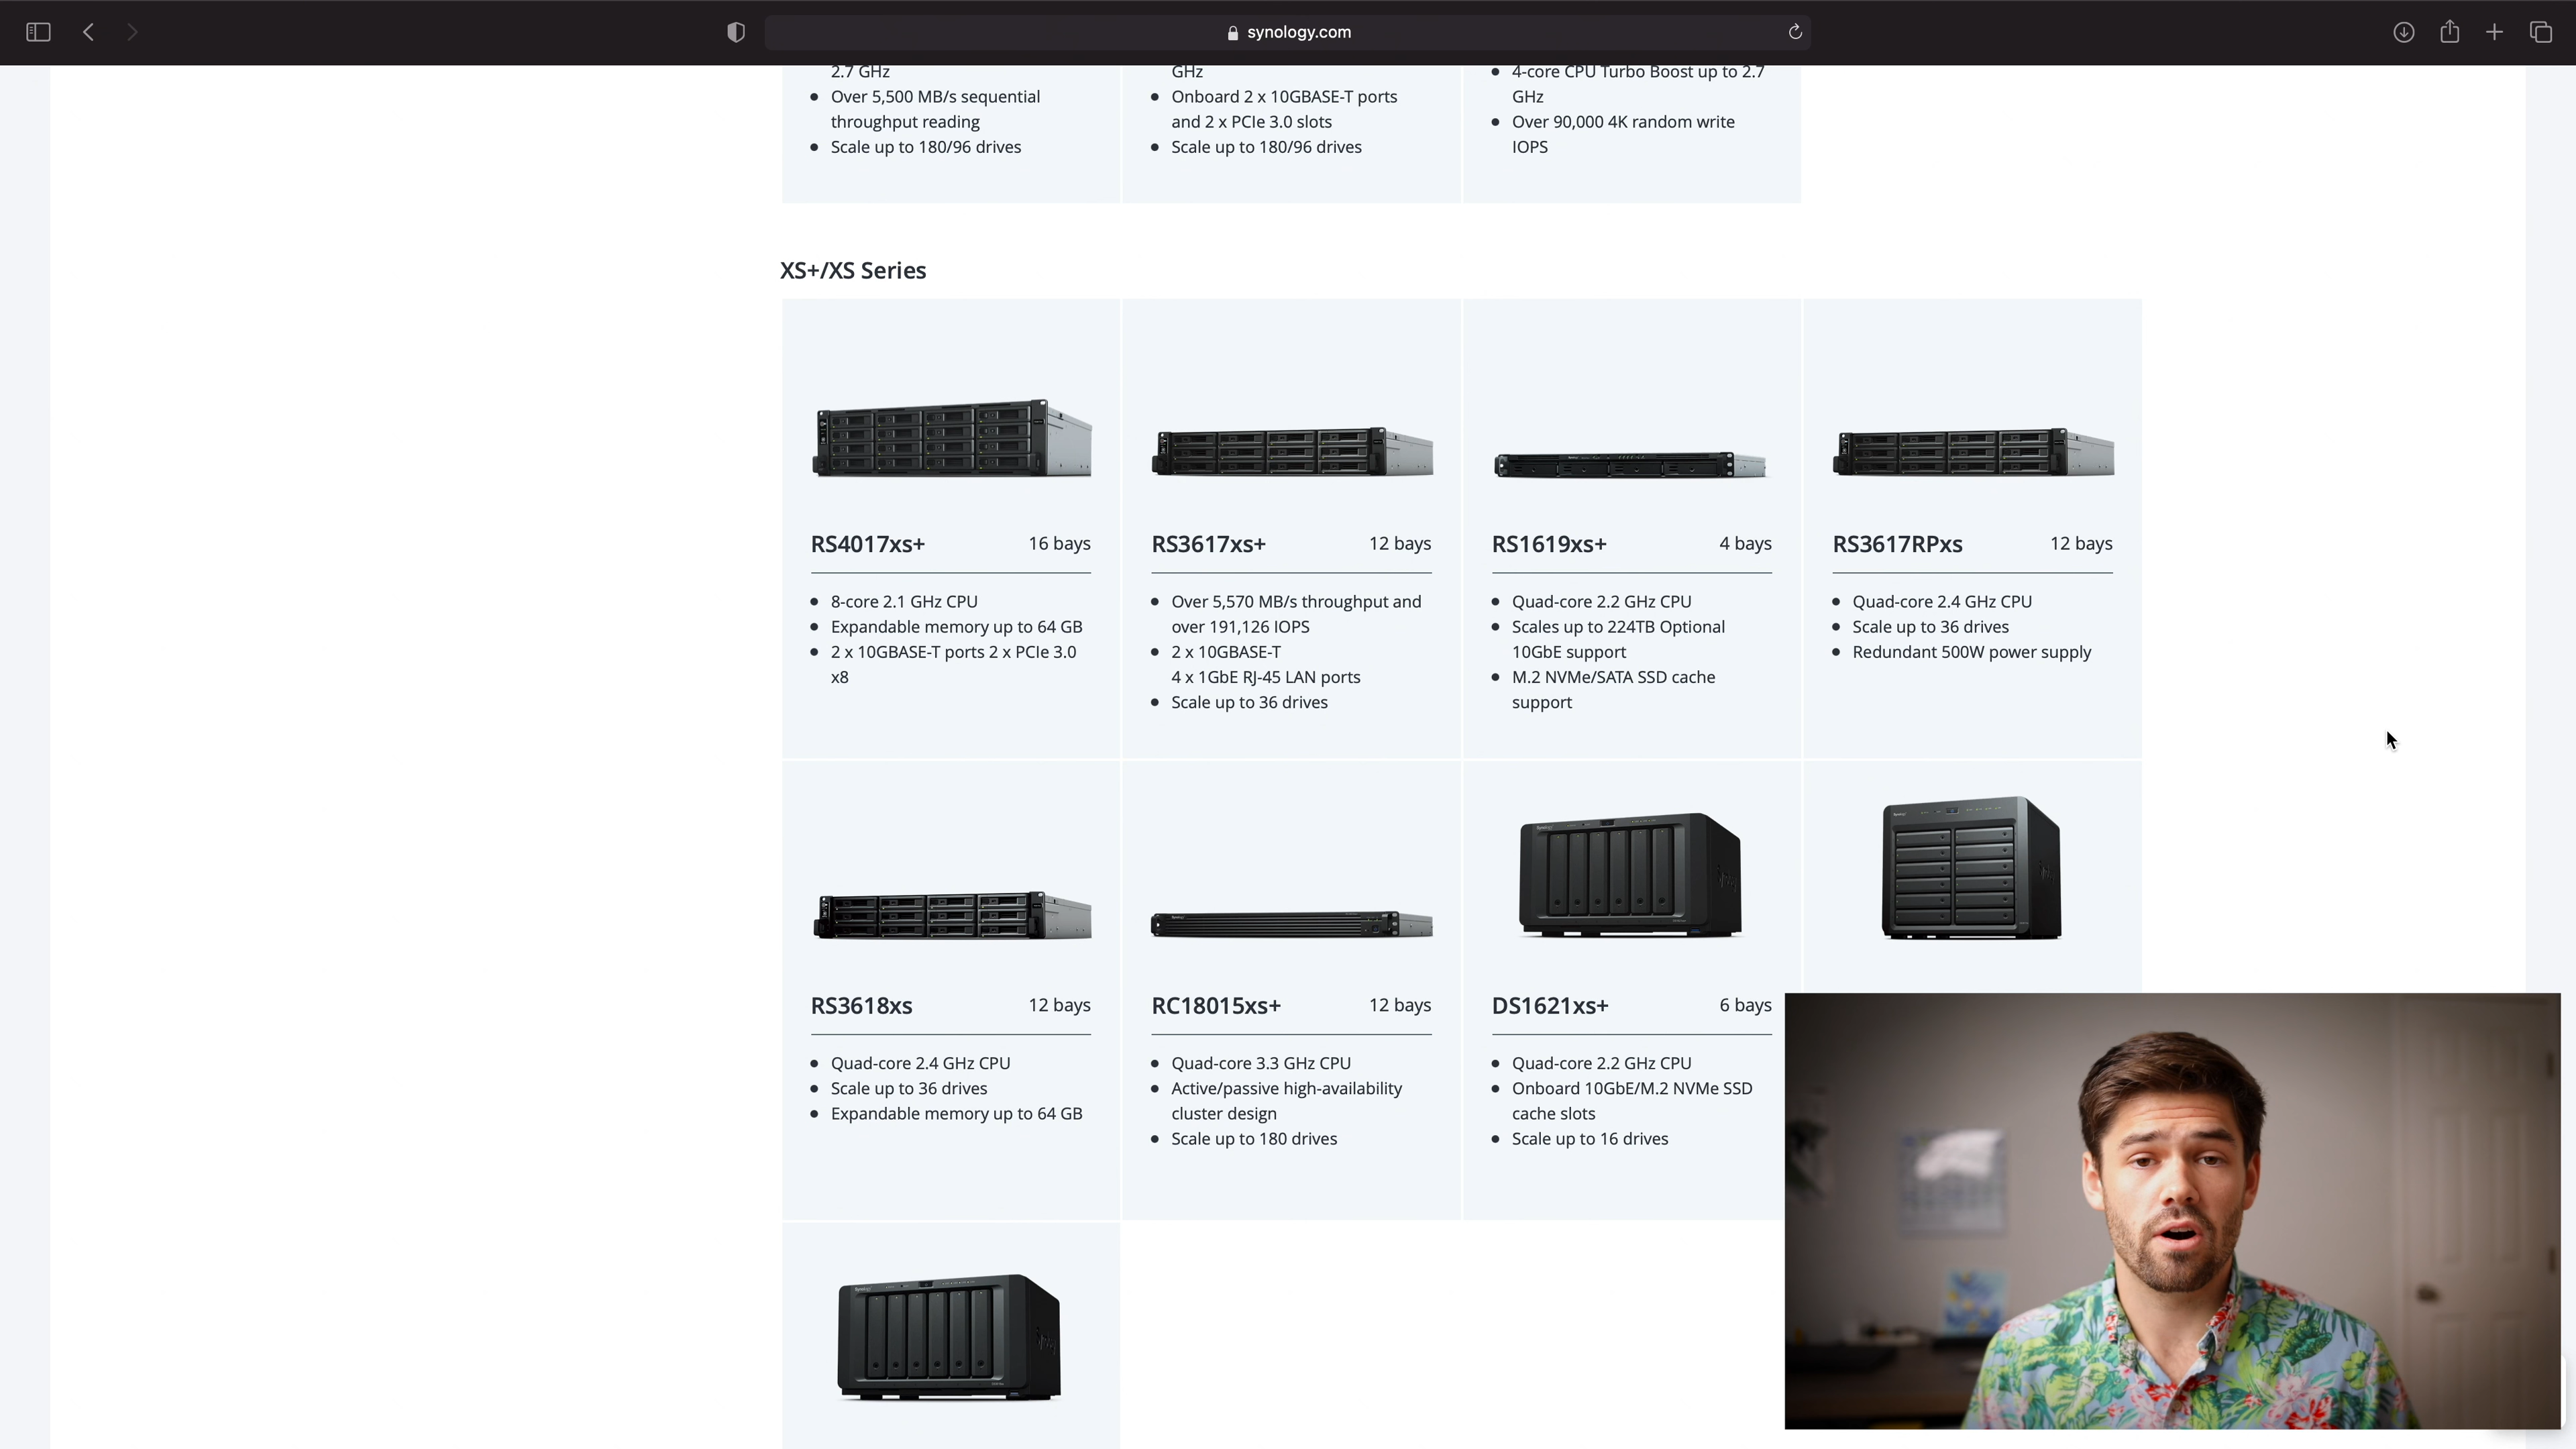 synology.com
2.7 GHz
Over 5,500 MB/s sequential
throughput reading
Scale up to 180/96 drives
GHz
Onboard 2 x 10GBASE-T ports
and 2 x PCIe 3.0 slots
Scale up to 180/96 drives
4-core CPU Turbo Boost up to 2.7
GHz
Over 90,000 4K random write
IOPS
XS+/XS Series
RS4017xs+ 16 bays
8-core 2.1 GHz CPU
Expandable memory up to 64 GB
2 x 10GBASE-T ports 2 x PCIe 3.0
x8
RS3617xs+ 12 bays
Over 5,570 MB/s throughput and
over 191,126 IOPS
2 x 10GBASE-T
4 x 1GbE RJ-45 LAN ports
Scale up to 36 drives
RS1619xs+ 4 bays
Quad-core 2.2 GHz CPU
Scales up to 224TB Optional
10GbE support
M.2 NVMe/SATA SSD cache
support
RS3617RPxs 12 bays
Quad-core 2.4 GHz CPU
Scale up to 36 drives
Redundant 500W power supply
RS3618xs 12 bays
Quad-core 2.4 GHz CPU
Scale up to 36 drives
Expandable memory up to 64 GB
RC18015xs+ 12 bays
Quad-core 3.3 GHz CPU
Active/passive high-availability
cluster design
Scale up to 180 drives
DS1621xs+ 6 bays
Quad-core 2.2 GHz CPU
Onboard 10GbE/M.2 NVMe SSD
cache slots
Scale up to 16 drives